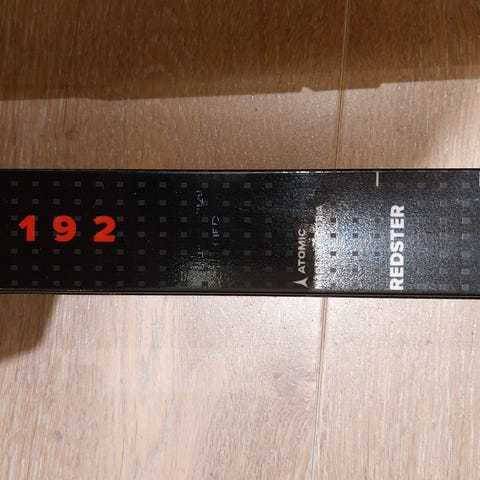 192
ATOMIC
REDSTER